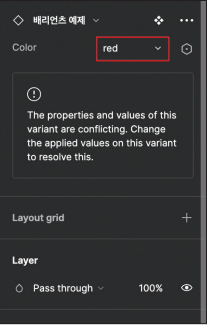 배리언츠 예제
Color
red
The properties and values of this
variant are conflicting. Change
the applied values on this variant
to resolve this.
Layout grid
Layer
Pass through
100%